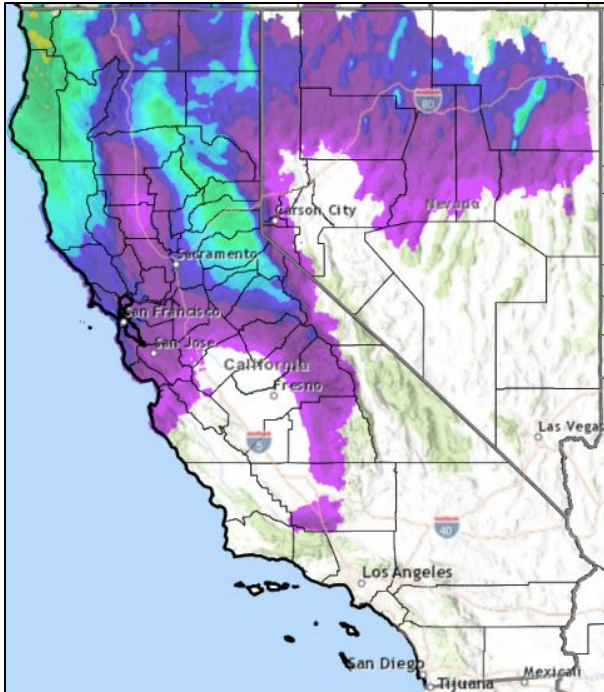 80
Nevada
Carson City
Sacramento
San Francisco
San Jose
California
Fresno
5
Las Vegas
40
Los Angeles
San Diego
Tijuana
Mexicali